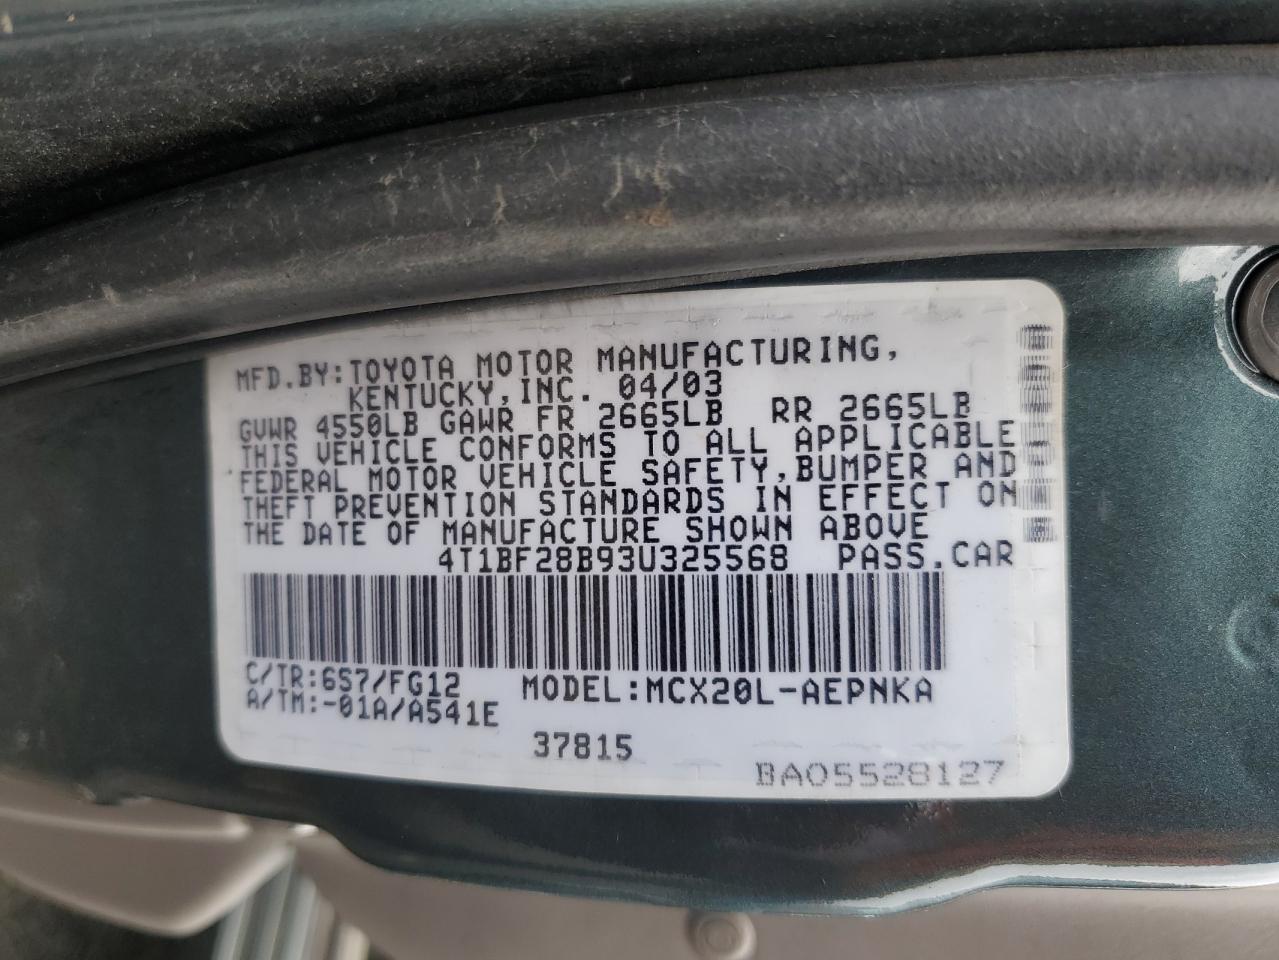 MFD.BY:TOYOTA MOTOR MANUFACTURING,
KENTUCKY,INC. 04/03
GVWR 4550LB GAWR FR 2665LB RR 2665LB
THIS VEHICLE CONFORMS TO ALL APPLICABLE
FEDERAL MOTOR VEHICLE SAFETY,BUMPER AND
THEFT PREVENTION STANDARDS IN EFFECT ON
THE DATE OF MANUFACTURE SHOWN ABOVE
4T1BF28B93U325568 PASS.CAR
C/TR:6S7/FG12 MODEL:MCX20L-AEPNKA
A/TM:-01A/A541E
37815
BA05528127